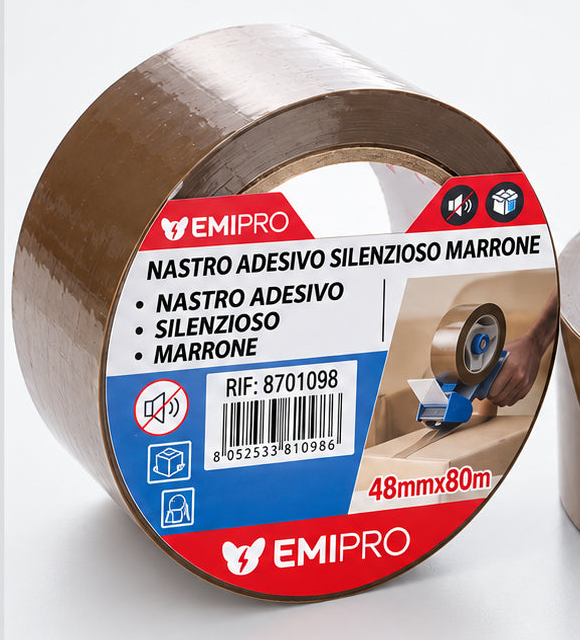 EMIPRO
NASTRO ADESIVO SILENZIOSO MARRONE
• NASTRO ADESIVO
• SILENZIOSO
• MARRONE
RIF: 8701098
8 052533 810986
48mmx80m
EMIPRO